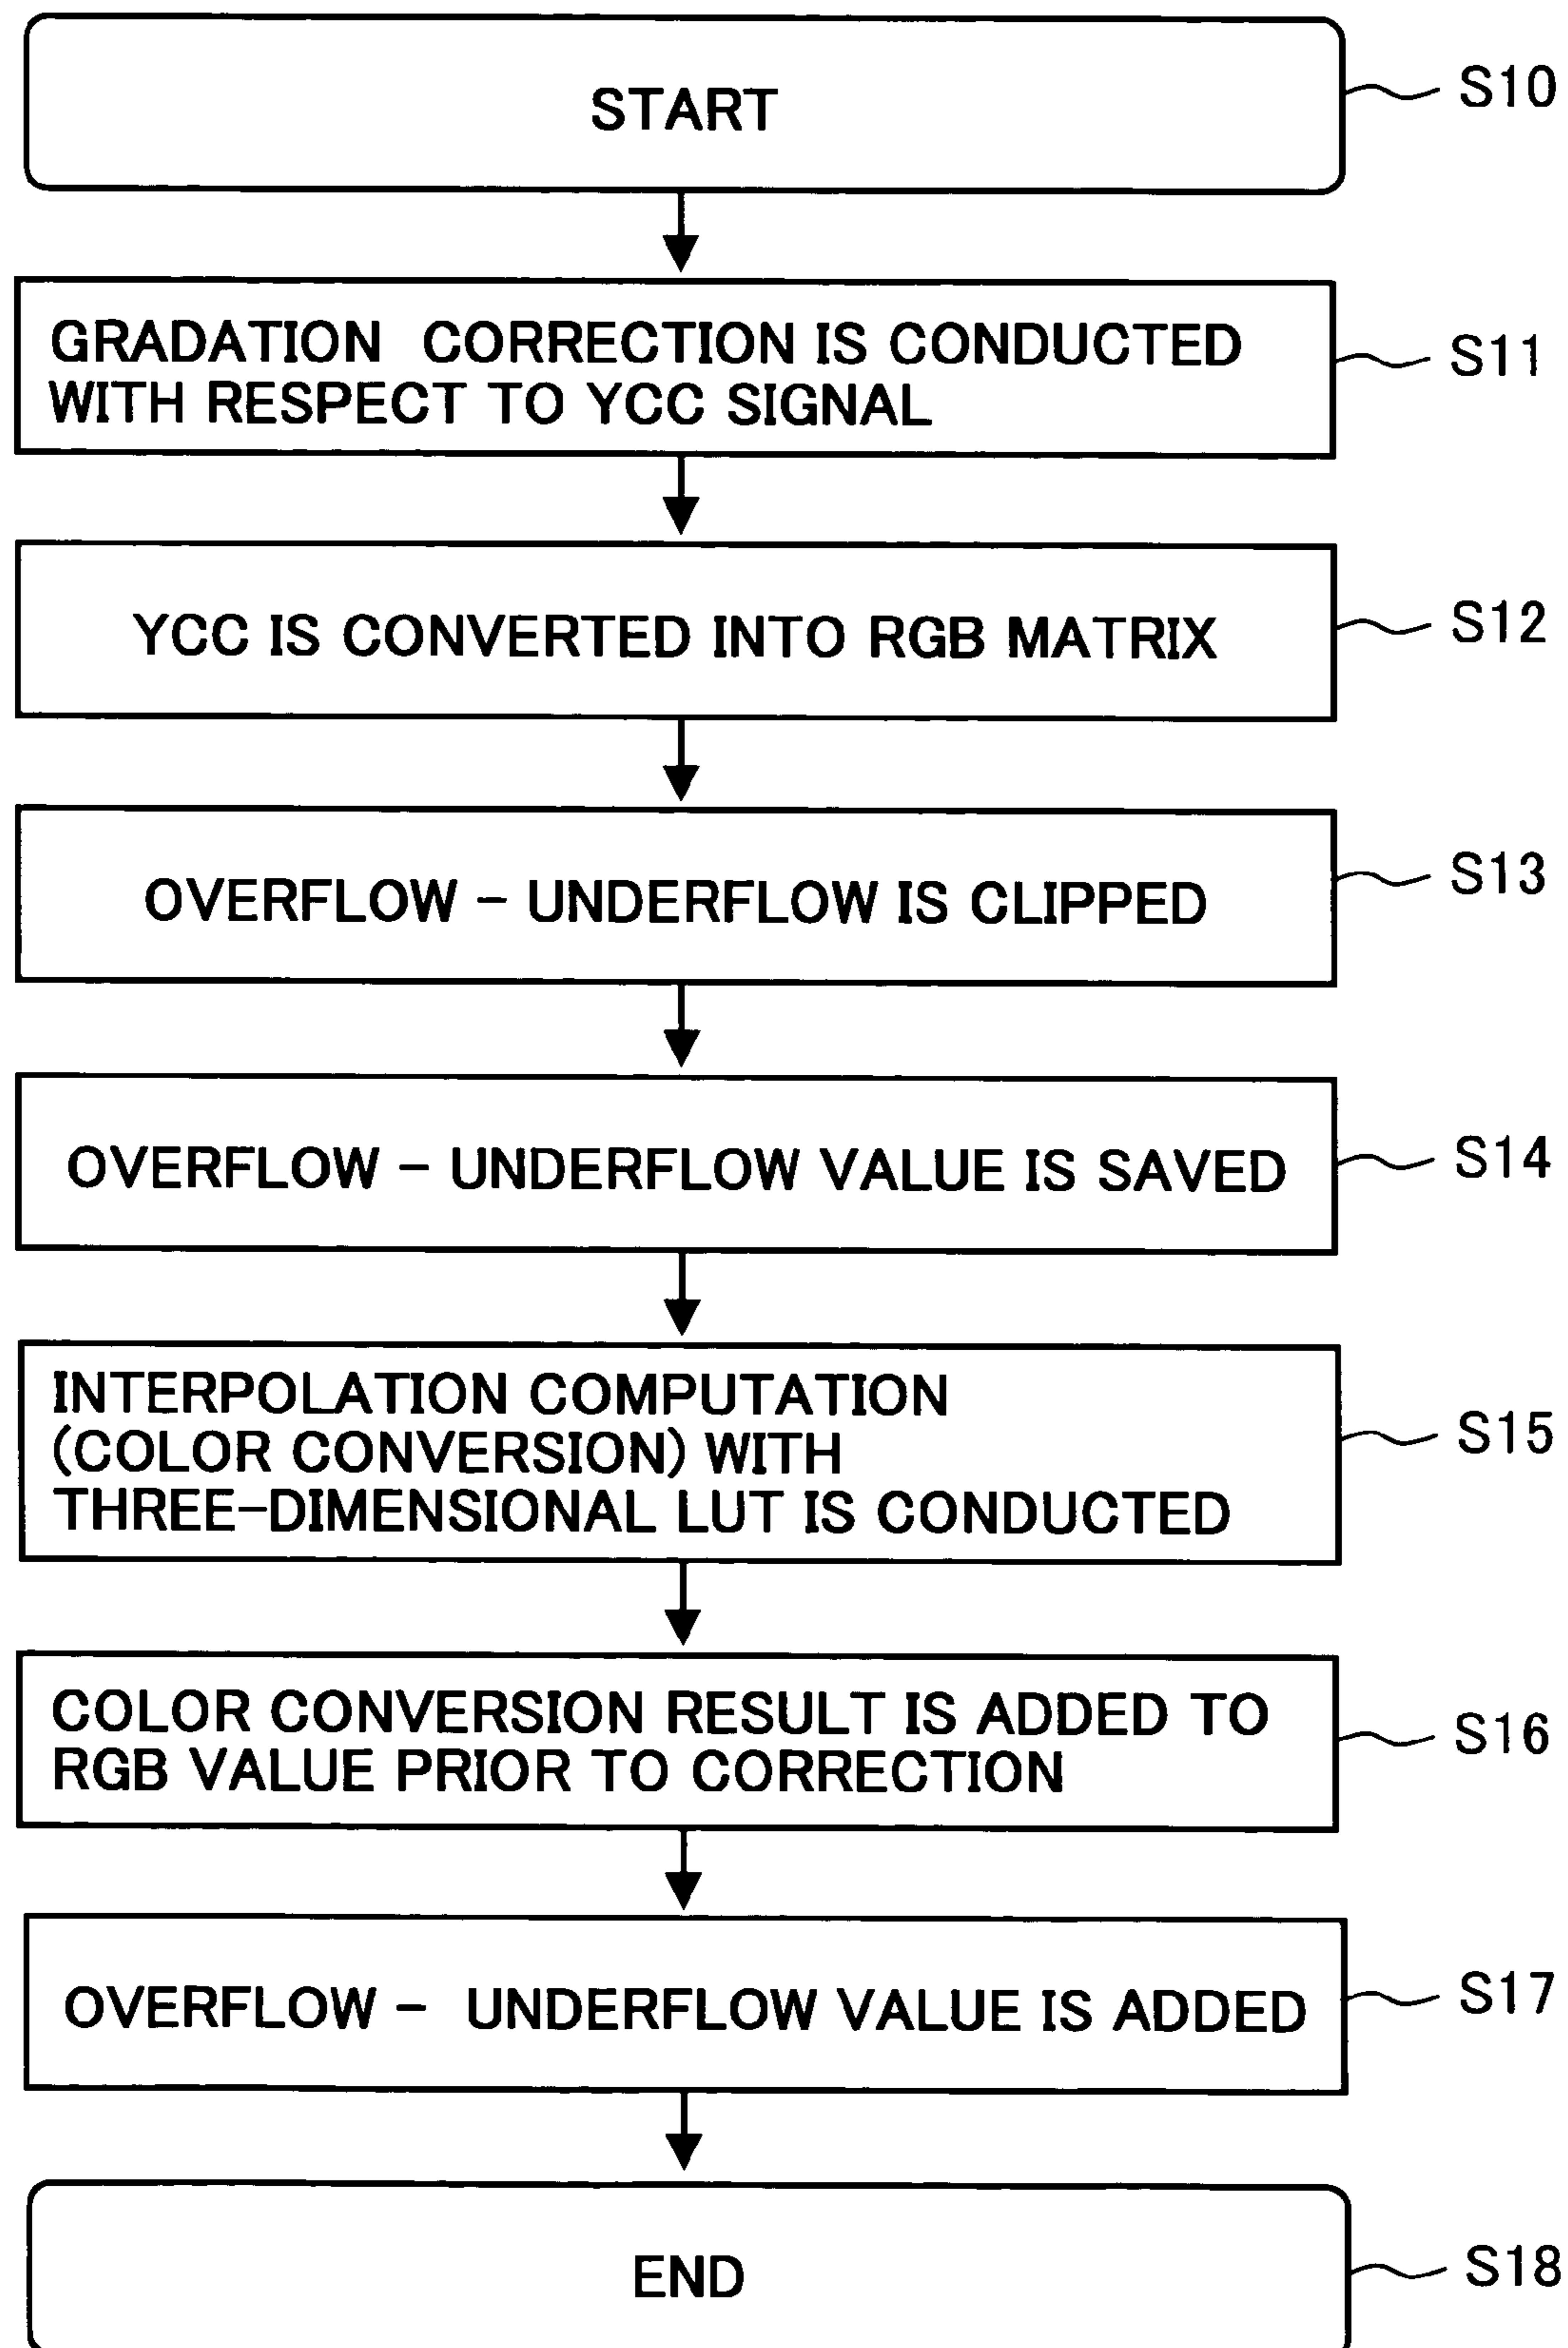 START
S10
GRADATION CORRECTION IS CONDUCTED
WITH RESPECT TO YCC SIGNAL
S11
YCC IS CONVERTED INTO RGB MATRIX
S12
OVERFLOW - UNDERFLOW IS CLIPPED
S13
OVERFLOW - UNDERFLOW VALUE IS SAVED
S14
INTERPOLATION COMPUTATION
(COLOR CONVERSION) WITH
THREE-DIMENSIONAL LUT IS CONDUCTED
S15
COLOR CONVERSION RESULT IS ADDED TO
RGB VALUE PRIOR TO CORRECTION
S16
OVERFLOW - UNDERFLOW VALUE IS ADDED
S17
END
S18